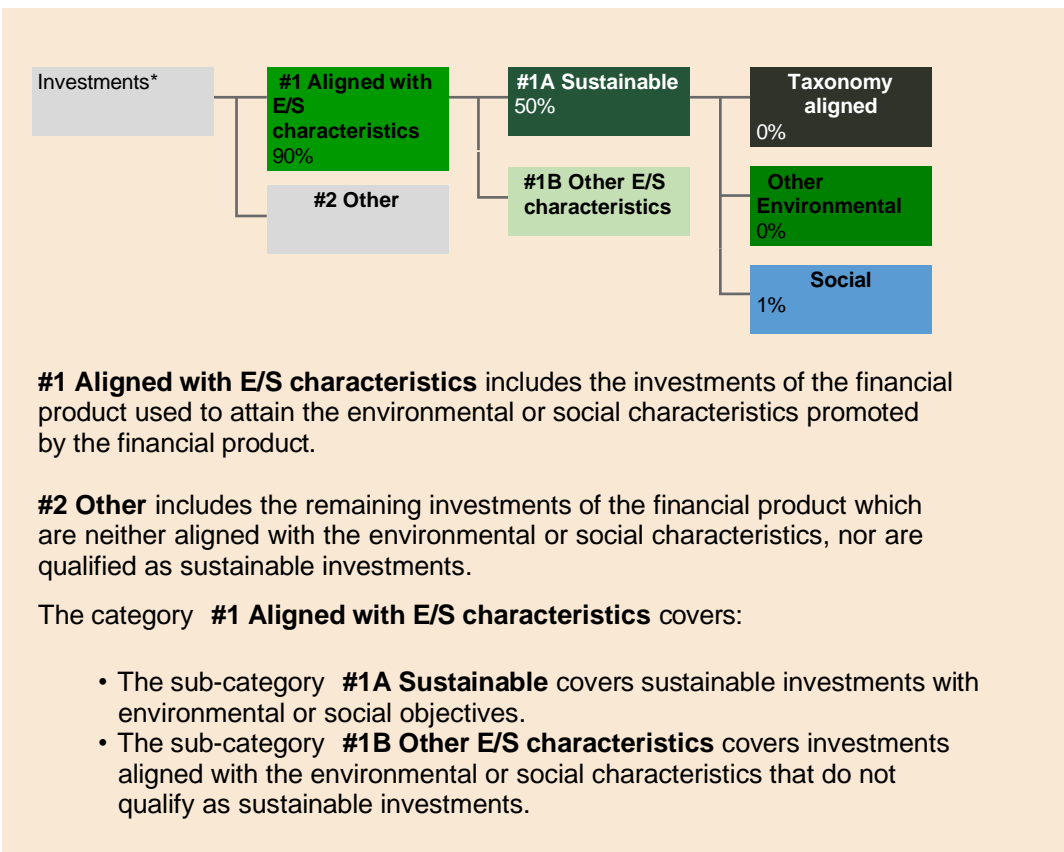 Investments*
#1 Aligned with
E/S
characteristics
90%
#2 Other
#1A Sustainable
50%
#1B Other E/S
characteristics
Taxonomy
aligned
0%
Other
Environmental
0%
Social
1%
#1 Aligned with E/S characteristics includes the investments of the financial
product used to attain the environmental or social characteristics promoted
by the financial product.
#2 Other includes the remaining investments of the financial product which
are neither aligned with the environmental or social characteristics, nor are
qualified as sustainable investments.
The category #1 Aligned with E/S characteristics covers:
• The sub-category #1A Sustainable covers sustainable investments with
environmental or social objectives.
• The sub-category #1B Other E/S characteristics covers investments
aligned with the environmental or social characteristics that do not
qualify as sustainable investments.